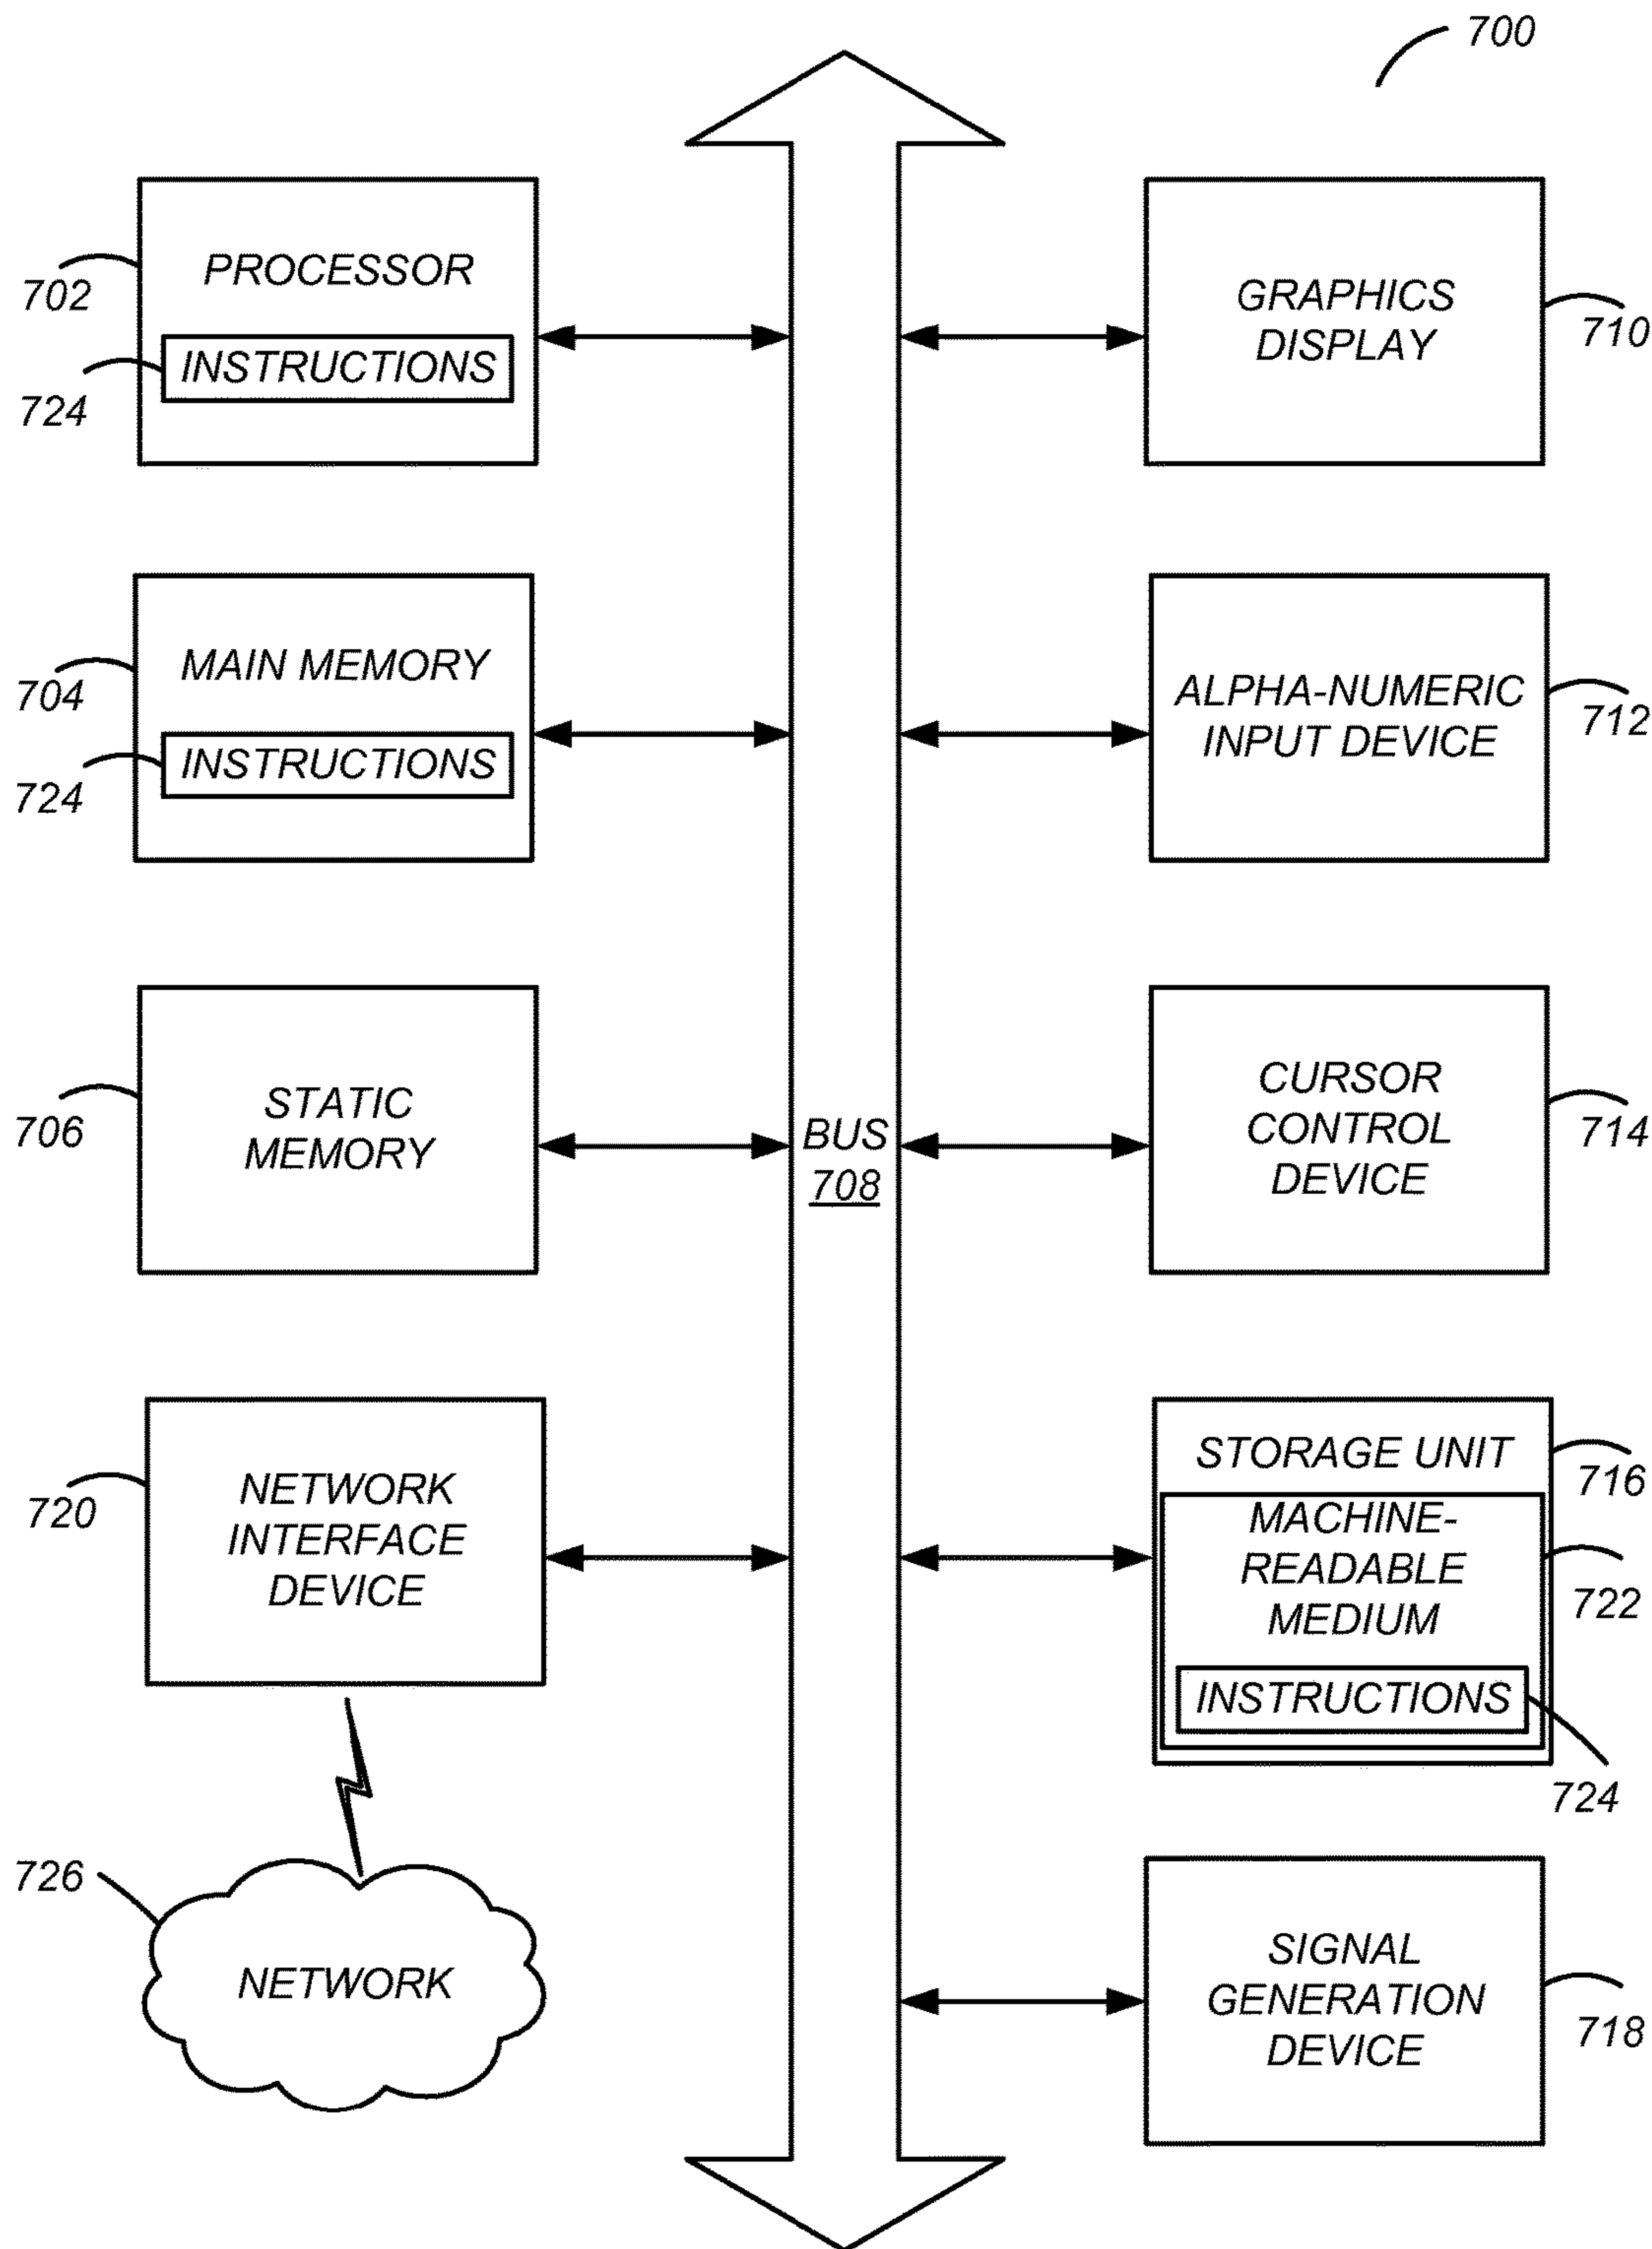 700
PROCESSOR
702
INSTRUCTIONS
724
GRAPHICS
DISPLAY
710
MAIN MEMORY
704
INSTRUCTIONS
724
ALPHA-NUMERIC
INPUT DEVICE
712
STATIC
MEMORY
706
BUS
708
CURSOR
CONTROL
DEVICE
714
NETWORK
INTERFACE
DEVICE
720
STORAGE UNIT
716
MACHINE-
READABLE
MEDIUM
722
INSTRUCTIONS
724
726
NETWORK
SIGNAL
GENERATION
DEVICE
718